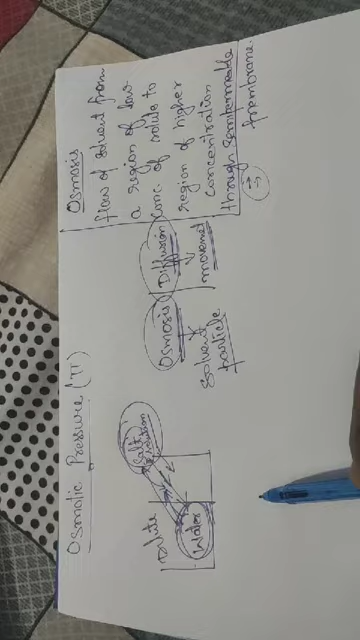 Osmotic Pressure (π)
Osmosis
flow of solvent from
a region of low
conc. of solute to
region of higher
concentration
through semipermeable
membrane
Osmosis
Diffusion
Solvent
particle
movement
Dilute
Water
Salt
solution